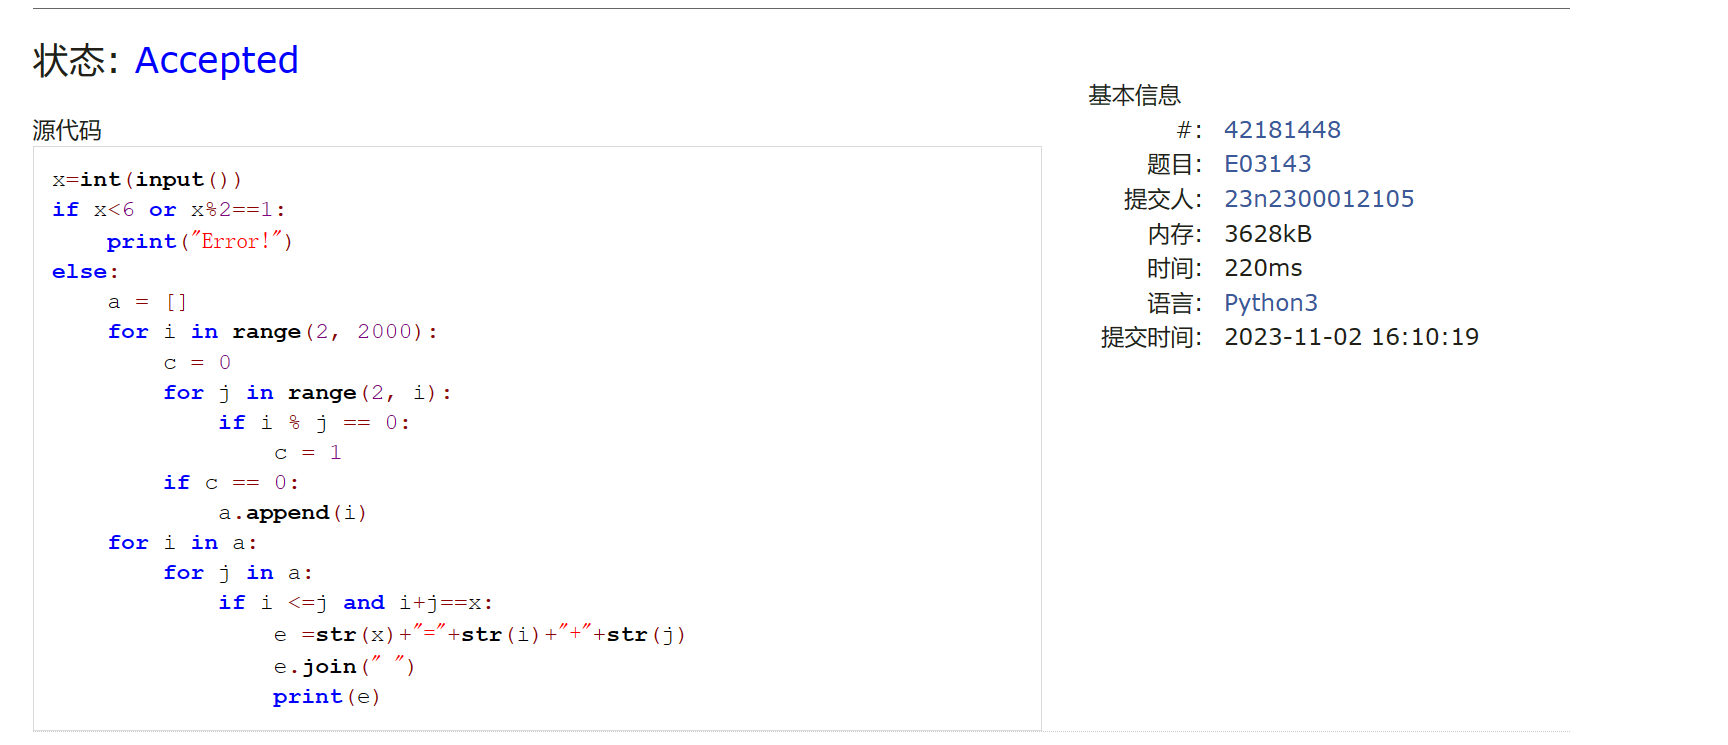 状态: Accepted
源代码
x=int(input())
if x<6 or x%2==1:
    print("Error!")
else:
    a = []
    for i in range(2, 2000):
        c = 0
        for j in range(2, i):
            if i % j == 0:
                c = 1
        if c == 0:
            a.append(i)
    for i in a:
        for j in a:
            if i <=j and i+j==x:
                e =str(x)+"="+str(i)+"+"+str(j)
                e.join(" ")
                print(e)
基本信息
#: 42181448
题目: E03143
提交人: 23n2300012105
内存: 3628kB
时间: 220ms
语言: Python3
提交时间: 2023-11-02 16:10:19